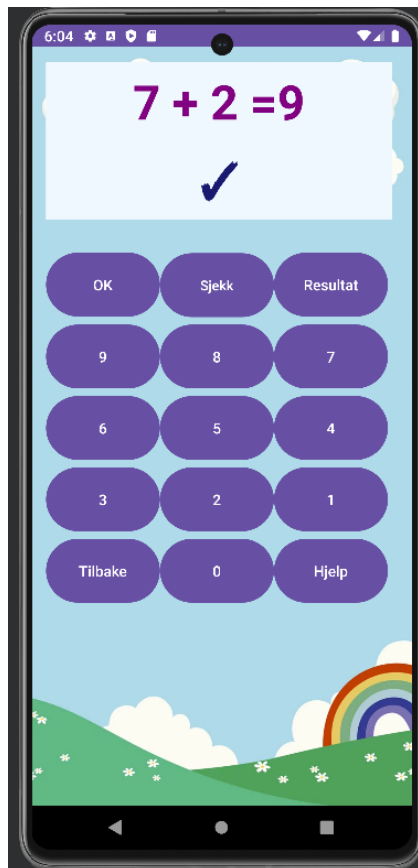 6:04
7 + 2 =9
✓
OK Sjekk Resultat
9 8 7
6 5 4
3 2 1
Tilbake 0 Hjelp